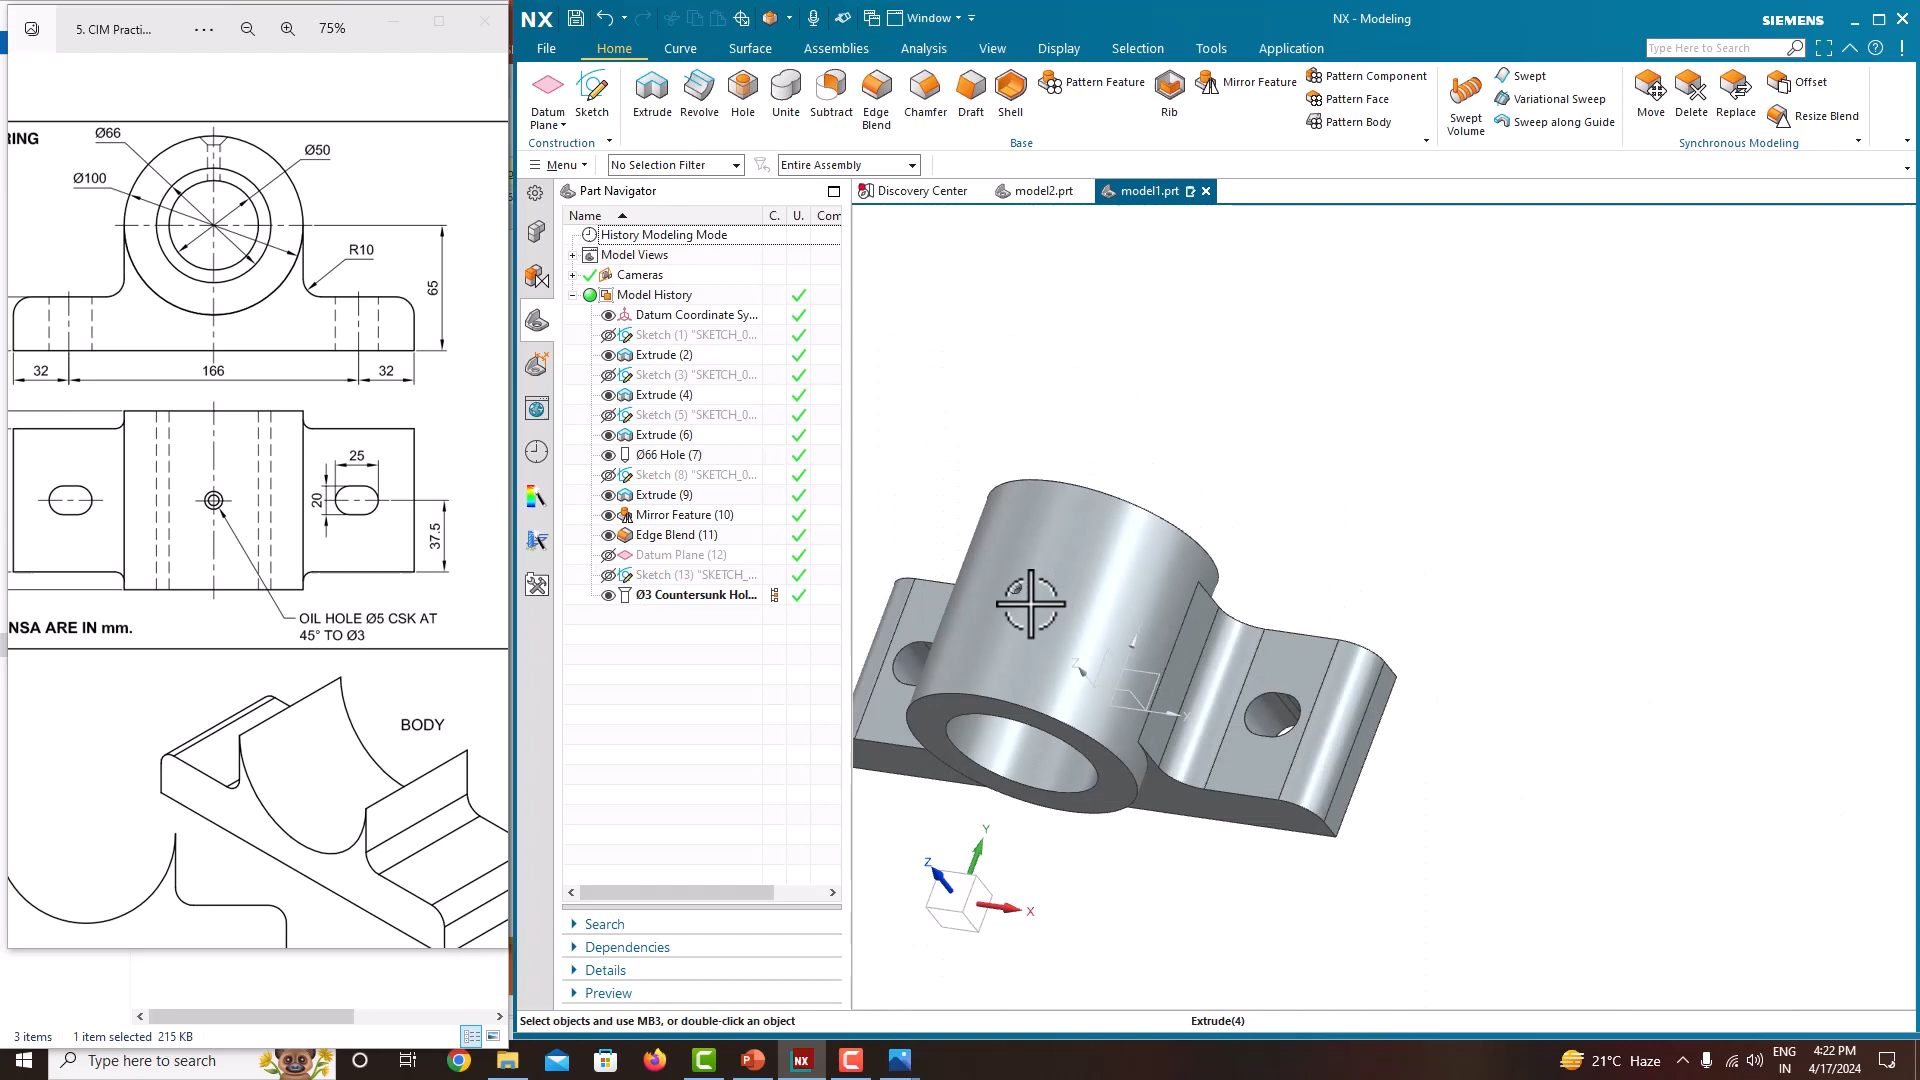 5. CIM Practi...
75%
NX
Window
NX - Modeling
SIEMENS
File
Home
Curve
Surface
Assemblies
Analysis
View
Display
Selection
Tools
Application
Type Here to Search
Datum Plane
Sketch
Extrude
Revolve
Hole
Unite
Subtract
Edge Blend
Chamfer
Draft
Shell
Pattern Feature
Rib
Mirror Feature
Pattern Component
Pattern Face
Pattern Body
Swept Volume
Swept
Variational Sweep
Sweep along Guide
Move
Delete
Replace
Offset
Resize Blend
Construction
Base
Synchronous Modeling
Menu
No Selection Filter
Entire Assembly
Part Navigator
Discovery Center
model2.prt
model1.prt
Name
C.
U.
Com
History Modeling Mode
Model Views
Cameras
Model History
Datum Coordinate Sy...
Sketch (1) "SKETCH_0...
Extrude (2)
Sketch (3) "SKETCH_0...
Extrude (4)
Sketch (5) "SKETCH_0...
Extrude (6)
Ø66 Hole (7)
Sketch (8) "SKETCH_0...
Extrude (9)
Mirror Feature (10)
Edge Blend (11)
Datum Plane (12)
Sketch (13) "SKETCH_...
Ø3 Countersunk Hol...
Search
Dependencies
Details
Preview
RING
Ø66
Ø50
Ø100
R10
65
32
166
32
25
20
37.5
OIL HOLE Ø5 CSK AT
45° TO Ø3
NSA ARE IN mm.
BODY
Z
X
Y
Z
X
3 items
1 item selected 215 KB
Select objects and use MB3, or double-click an object
Extrude(4)
Type here to search
NX
21°C Haze
ENG
IN
4:22 PM
4/17/2024